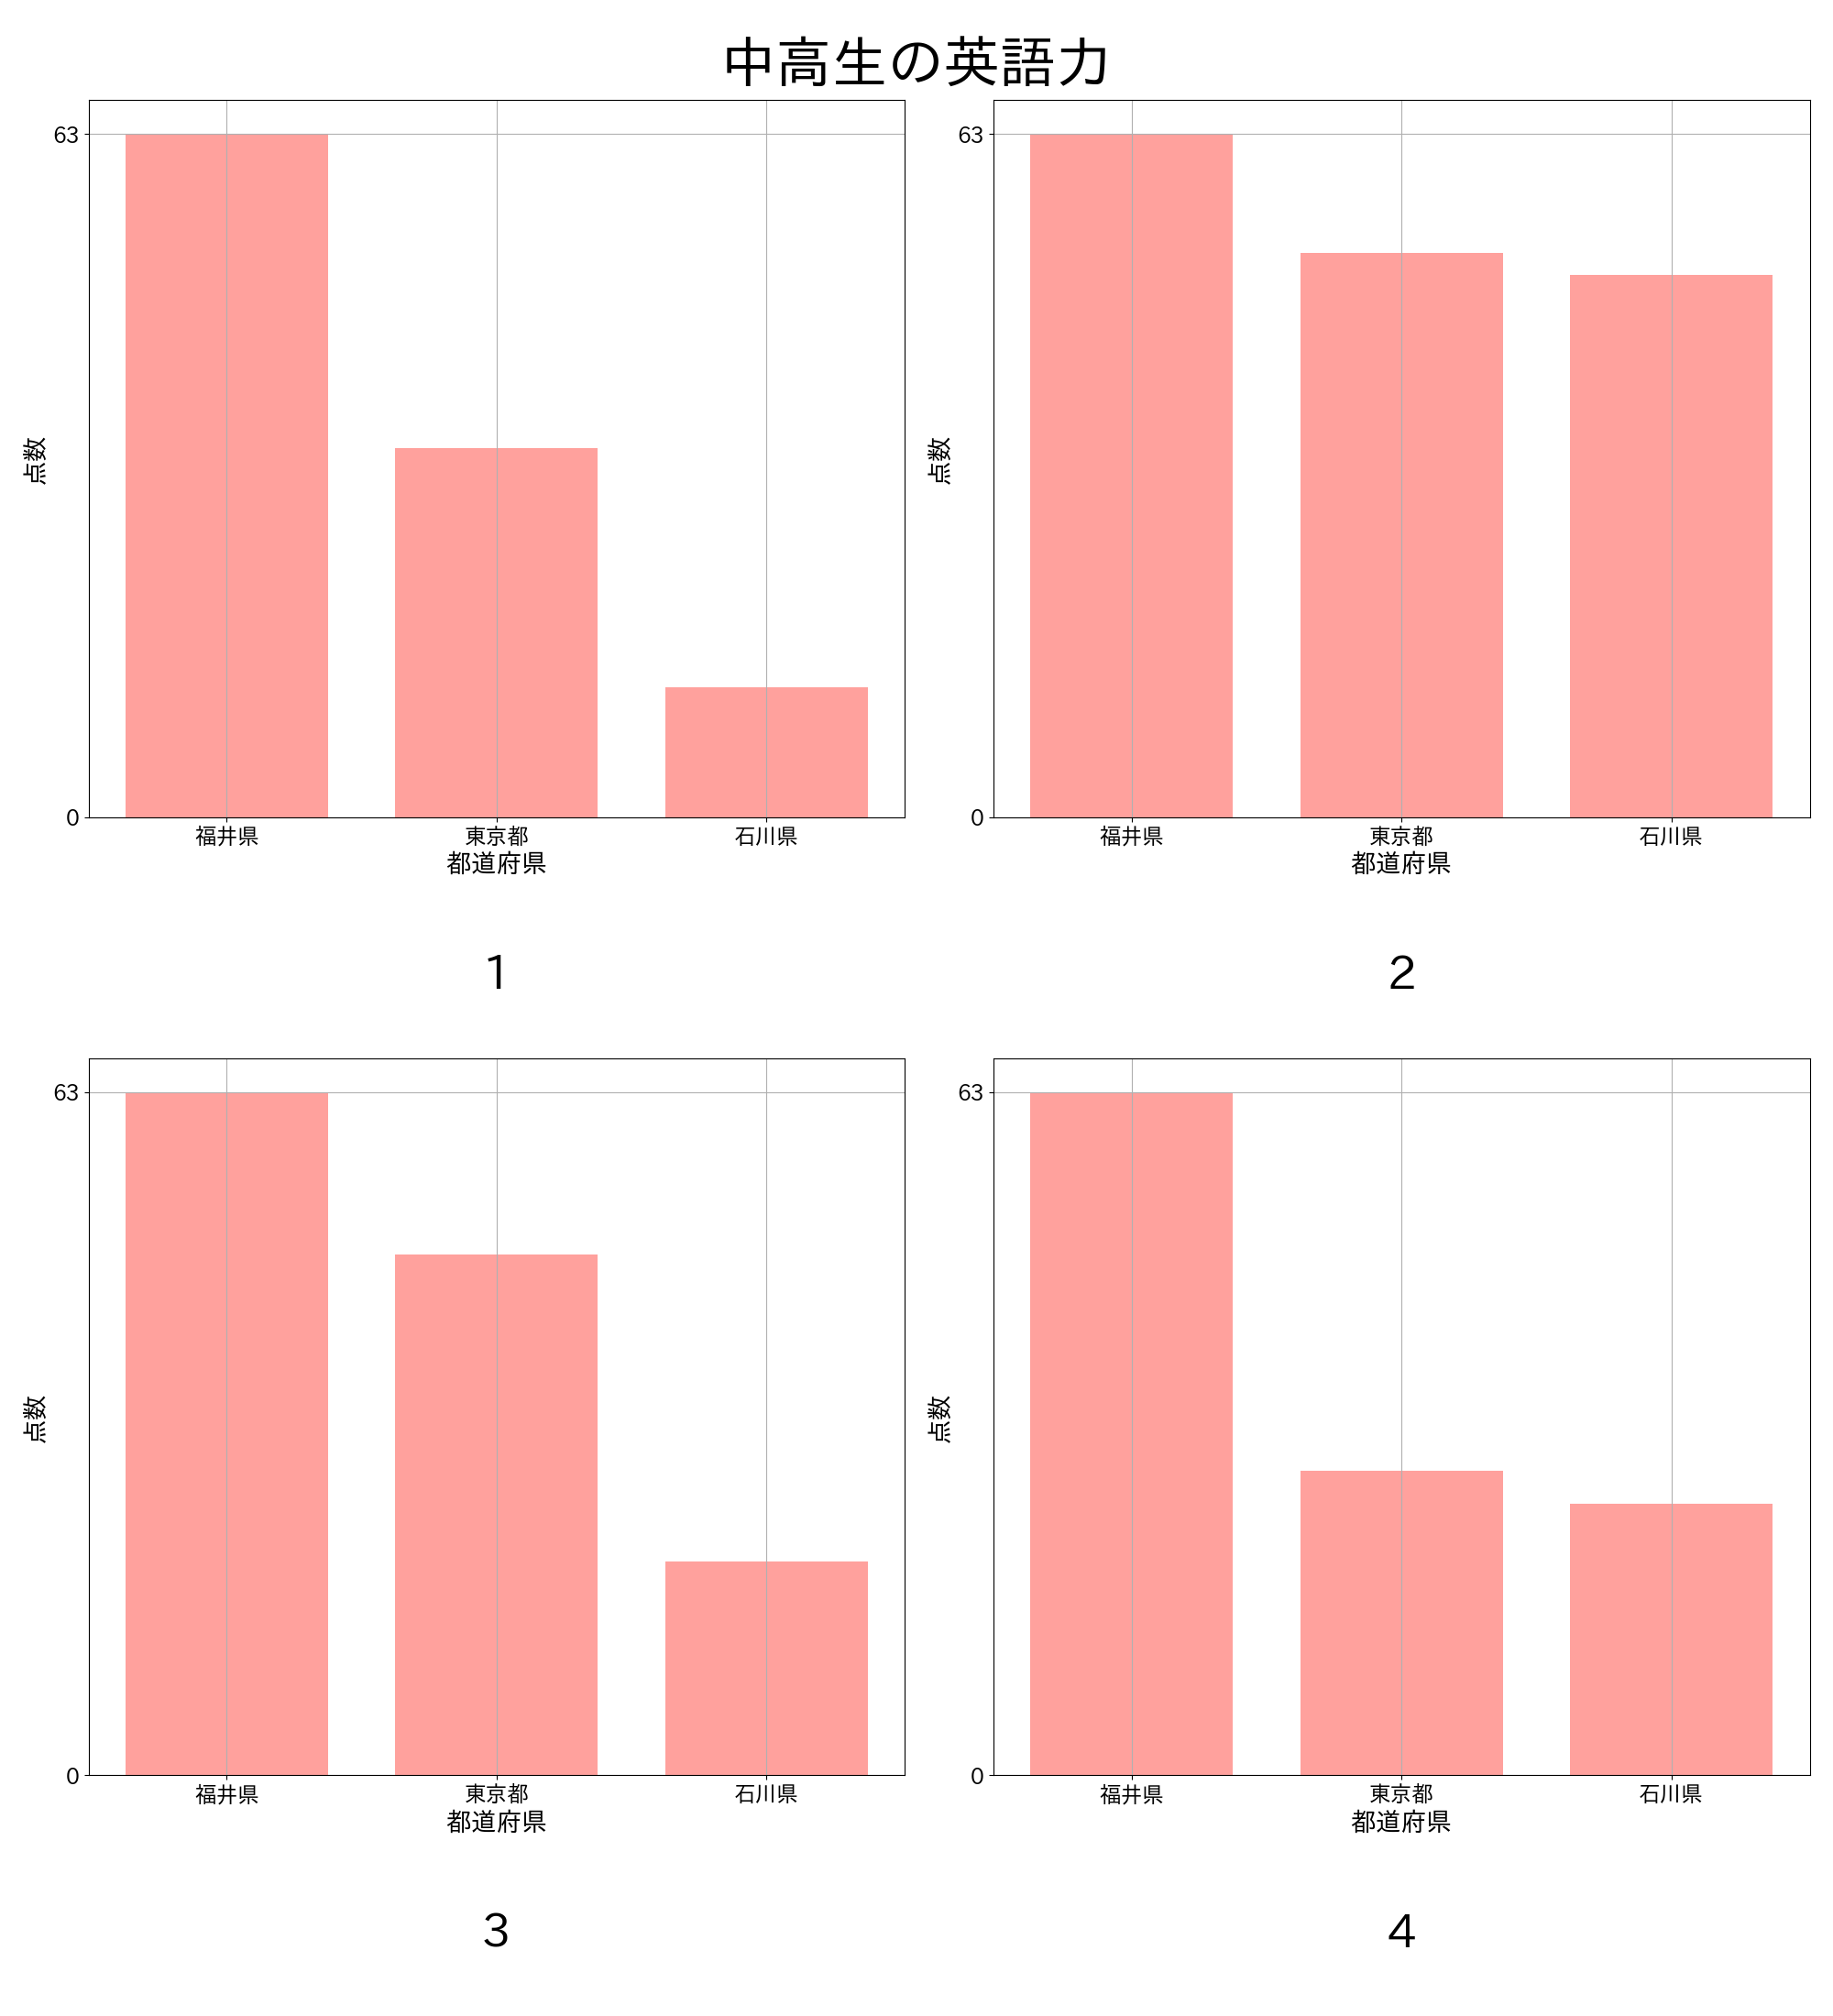 中高生の英語力
63
0
点数
福井県 東京都 石川県
都道府県
1
63
0
点数
福井県 東京都 石川県
都道府県
2
63
0
点数
福井県 東京都 石川県
都道府県
3
63
0
点数
福井県 東京都 石川県
都道府県
4